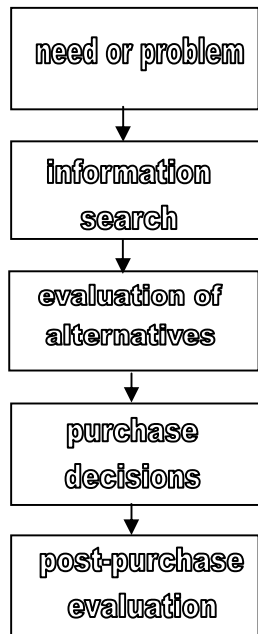 need or problem
information
search
evaluation of
alternatives
purchase
decisions
post-purchase
evaluation